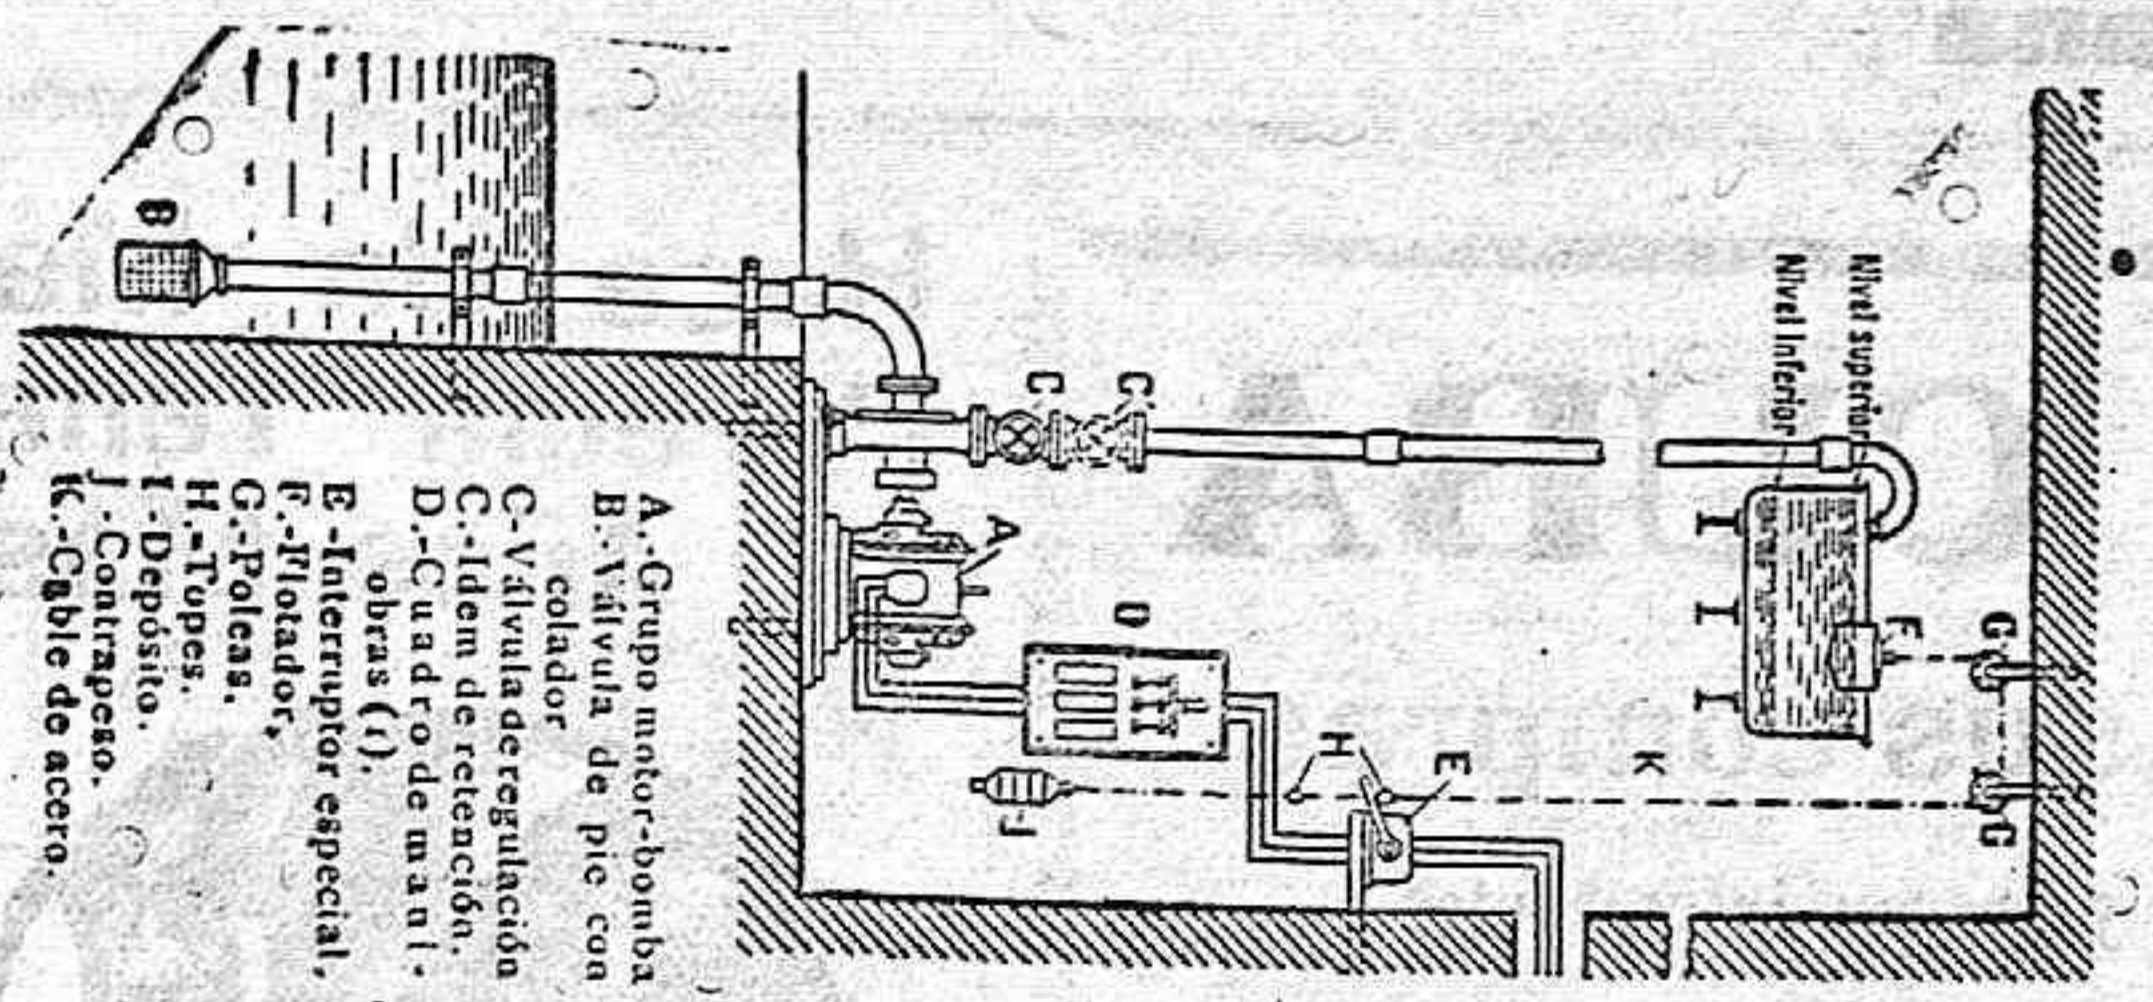 Nivel superior
Nivel inferior
G
G
F
K
C
C
E
H
D
A
J
B
A.-Grupo motor-bomba
B.-Válvula de pie con
colador
C-Válvula de regulación
C.-Idem de retención.
D.-Cuadro de mani-
obras (1).
E-Interruptor especial,
F.-Flotador,
G.-Poleas.
H.-Topes.
I-Depósito.
J.-Contrapeso.
K.-Cable de acero.